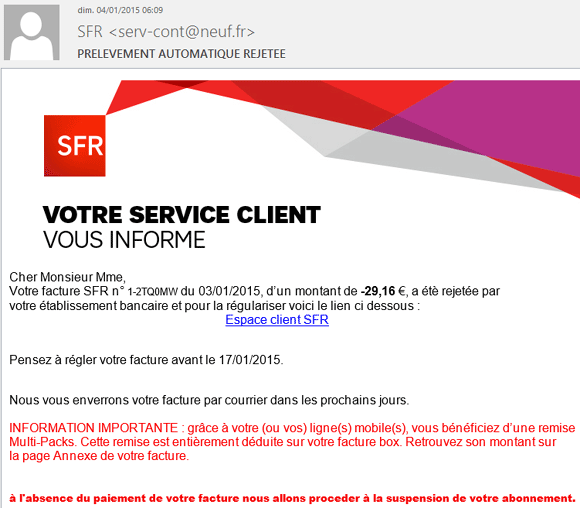 dim. 04/01/2015 06:09
SFR <serv-cont@neuf.fr>
PRELEVEMENT AUTOMATIQUE REJETEE
SFR
VOTRE SERVICE CLIENT
VOUS INFORME
Cher Monsieur Mme,
Votre facture SFR n° 1-2TQ0MW du 03/01/2015, d'un montant de -29,16 €, a étè rejetée par
votre établissement bancaire et pour la régulariser voici le lien ci dessous :
Espace client SFR
Pensez à régler votre facture avant le 17/01/2015.
Nous vous enverrons votre facture par courrier dans les prochains jours.
INFORMATION IMPORTANTE : grâce à votre (ou vos) ligne(s) mobile(s), vous bénéficiez d'une remise
Multi-Packs. Cette remise est entièrement déduite sur votre facture box. Retrouvez son montant sur
la page Annexe de votre facture.
à l'absence du paiement de votre facture nous allons proceder à la suspension de votre abonnement.